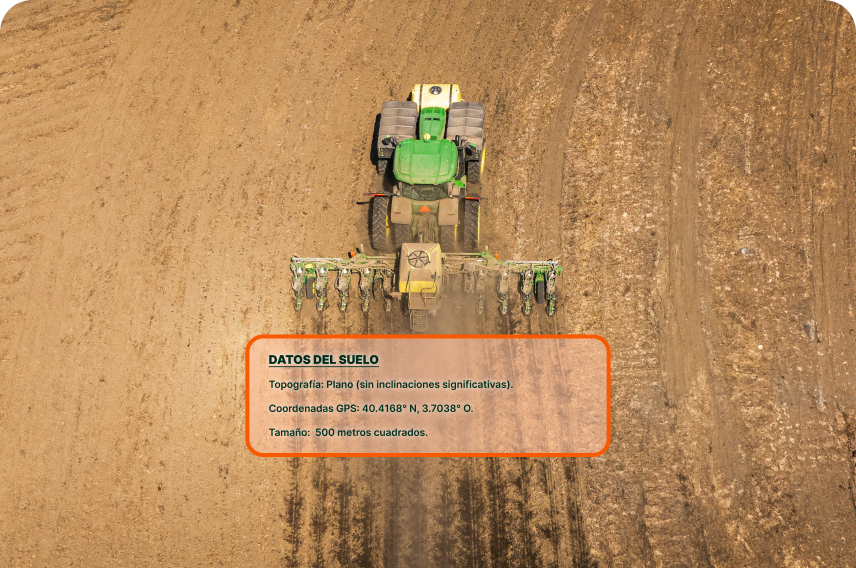 DATOS DEL SUELO
Topografía: Plano (sin inclinaciones significativas).
Coordenadas GPS: 40.4168° N, 3.7038° O.
Tamaño:  500 metros cuadrados.